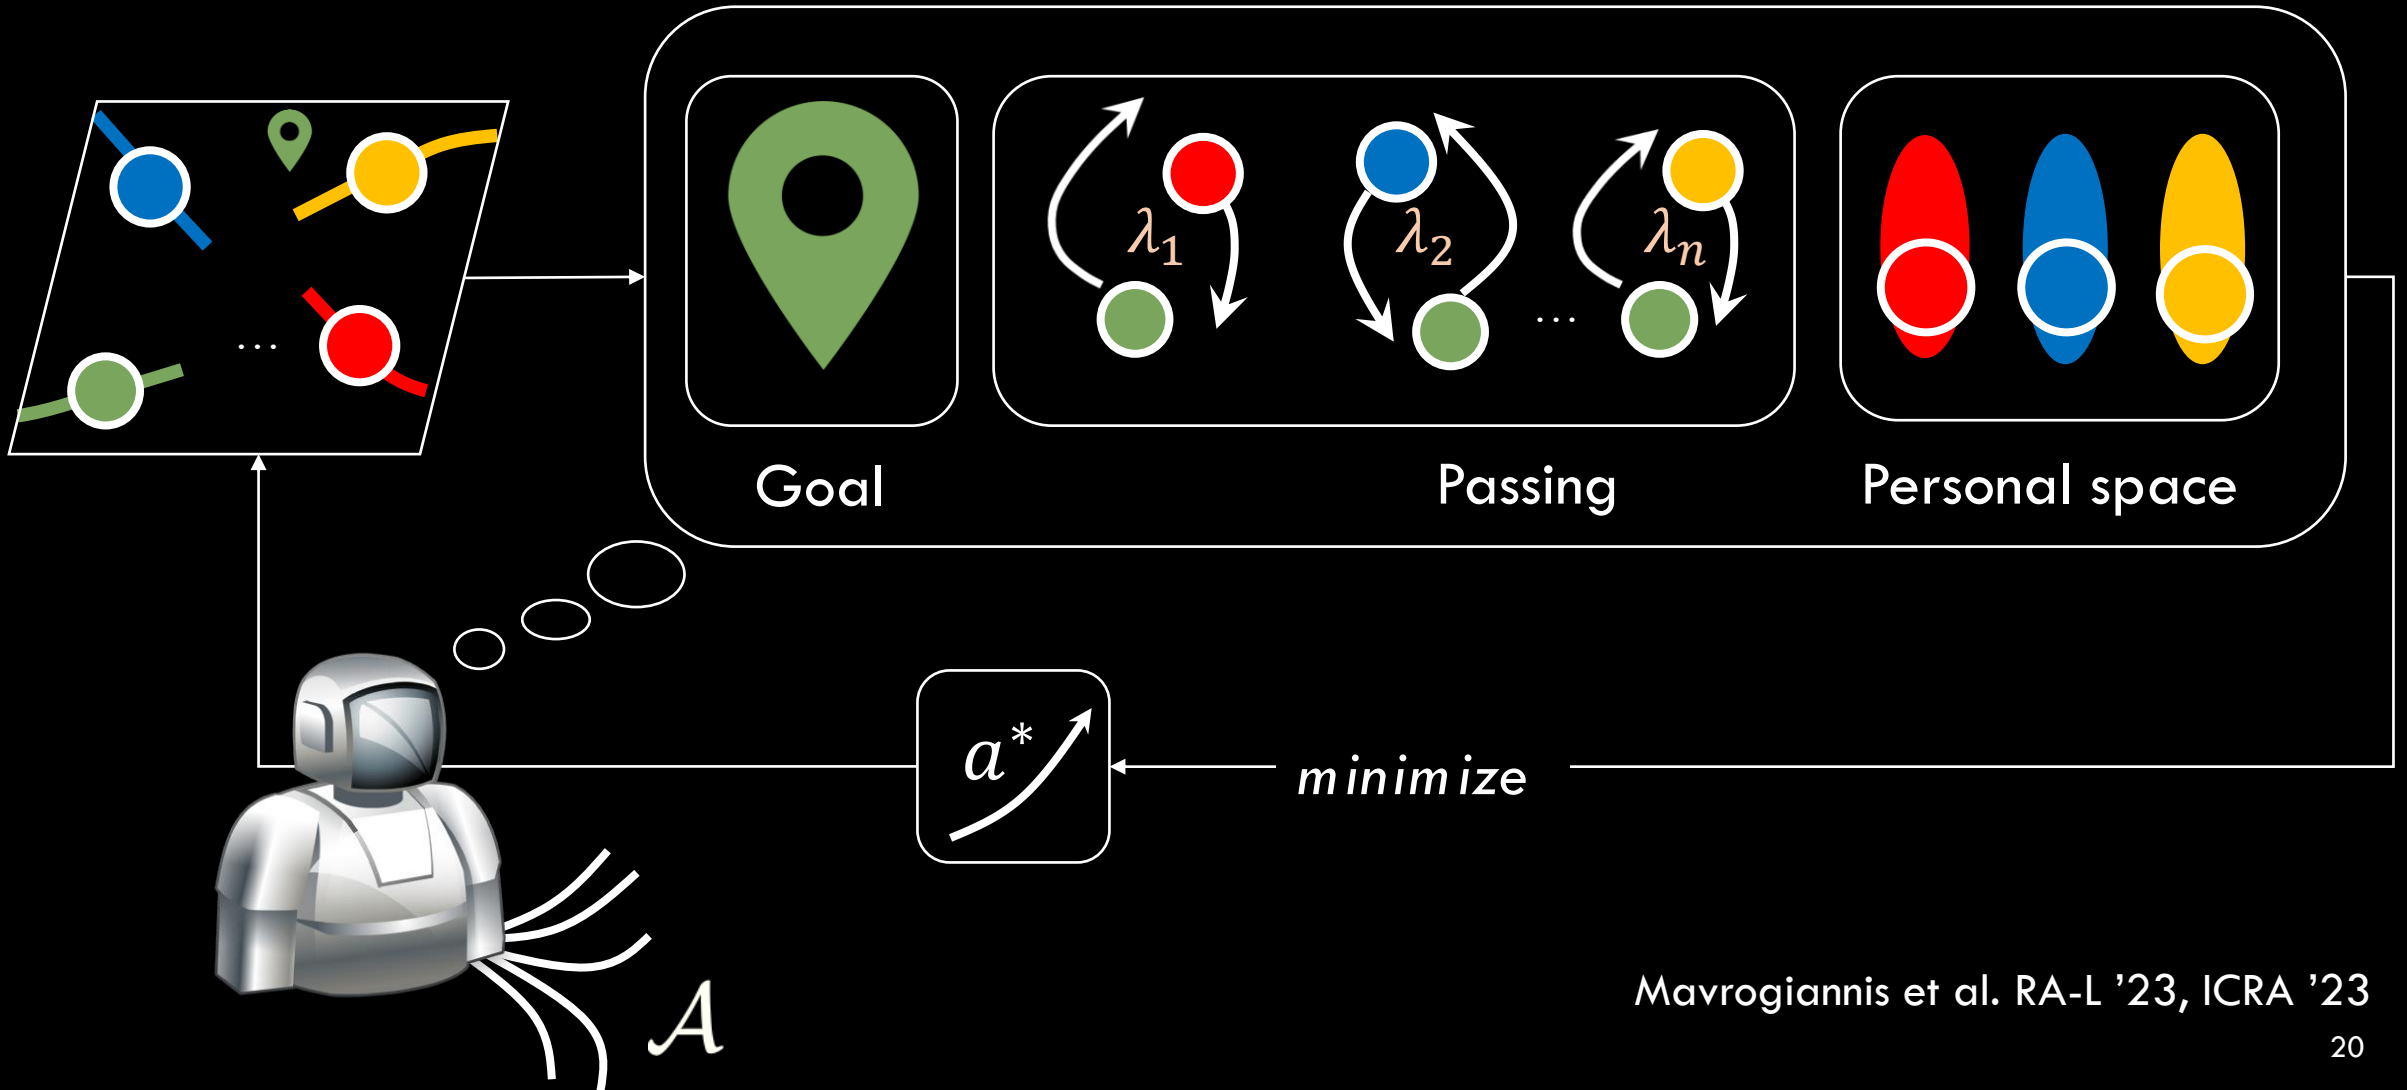 λ₁
λ₂
λₙ
…
…
Goal
Passing
Personal space
a*
minimize
𝒜
Mavrogiannis et al. RA-L ’23, ICRA ’23
20